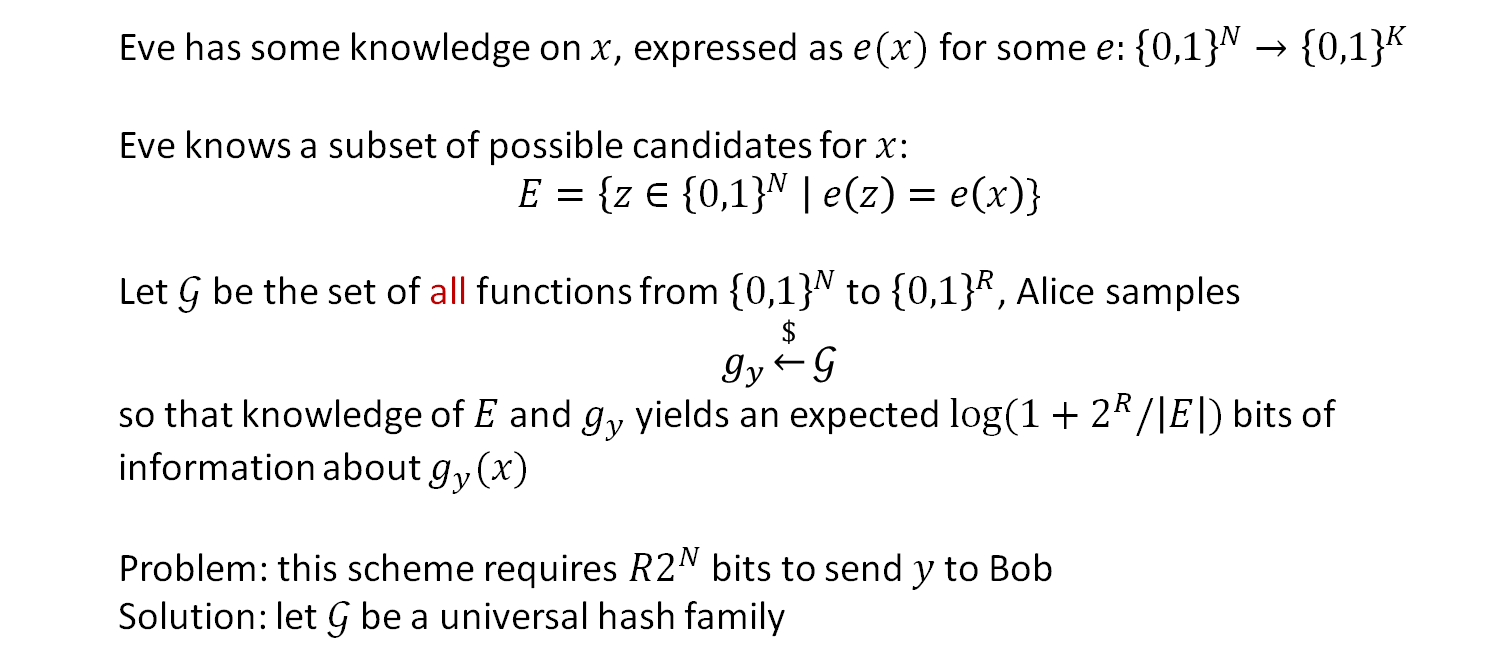 Eve has some knowledge on 𝑥, expressed as 𝑒(𝑥) for some 𝑒: {0,1}ᴺ → {0,1}ᴷ
Eve knows a subset of possible candidates for 𝑥:
𝐸 = {𝑧 ∈ {0,1}ᴺ | 𝑒(𝑧) = 𝑒(𝑥)}
Let 𝒢 be the set of all functions from {0,1}ᴺ to {0,1}ᴿ, Alice samples
$
𝑔_𝑦 ← 𝒢
so that knowledge of 𝐸 and 𝑔_𝑦 yields an expected log(1 + 2ᴿ/|𝐸|) bits of
information about 𝑔_𝑦(𝑥)
Problem: this scheme requires 𝑅2ᴺ bits to send 𝑦 to Bob
Solution: let 𝒢 be a universal hash family